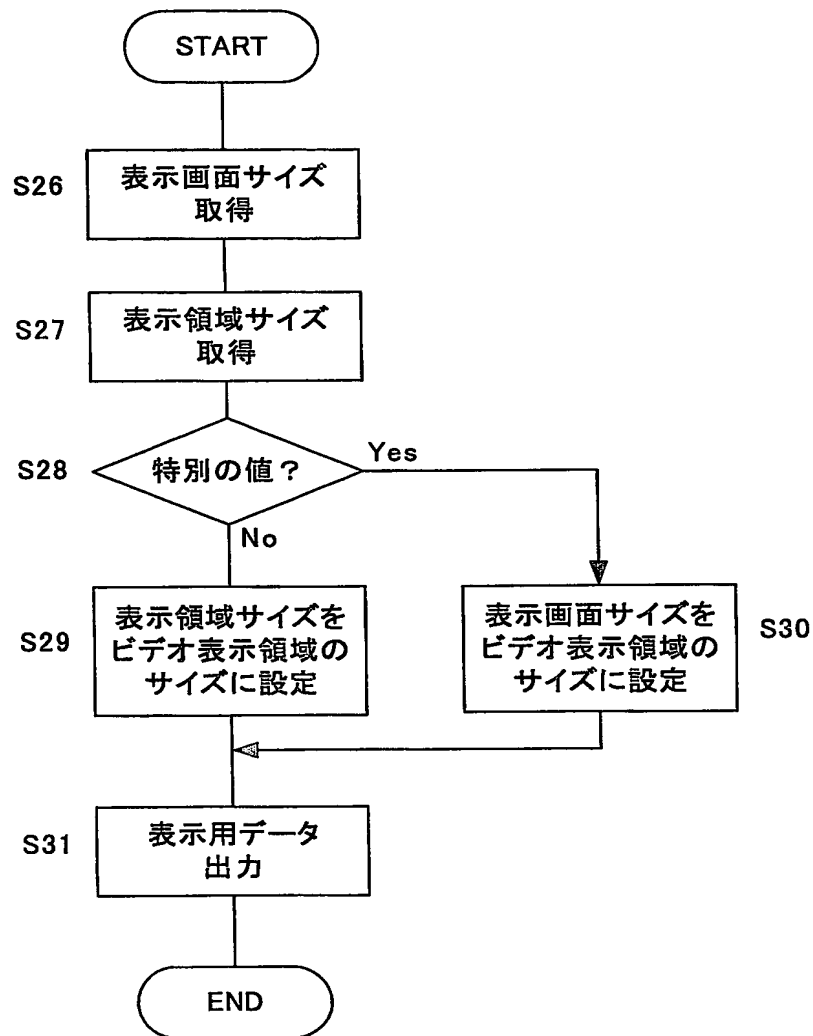 START
S26
表示画面サイズ
取得
S27
表示領域サイズ
取得
S28
特別の値？
Yes
No
S29
表示領域サイズを
ビデオ表示領域の
サイズに設定
表示画面サイズを
ビデオ表示領域の
サイズに設定
S30
S31
表示用データ
出力
END